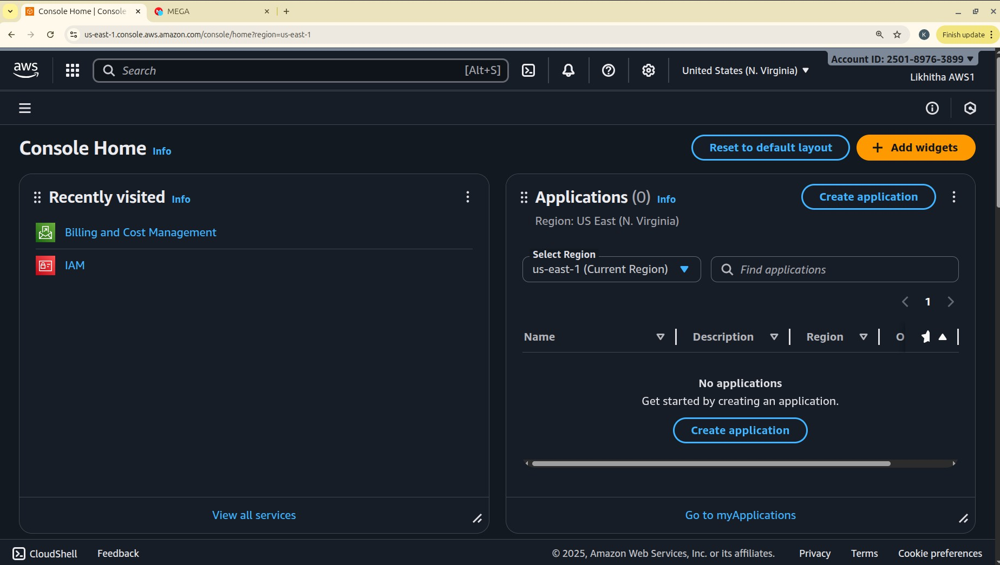 Console Home | Console
MEGA
us-east-1.console.aws.amazon.com/console/home?region=us-east-1
K
Finish update
aws
Search
[Alt+S]
United States (N. Virginia)
Account ID: 2501-8976-3899
Likhitha AWS1
Console Home Info
Reset to default layout
Add widgets
Recently visited Info
Billing and Cost Management
IAM
View all services
Applications (0) Info
Create application
Region: US East (N. Virginia)
Select Region
us-east-1 (Current Region)
Find applications
1
Name
Description
Region
O
No applications
Get started by creating an application.
Create application
Go to myApplications
CloudShell
Feedback
© 2025, Amazon Web Services, Inc. or its affiliates.
Privacy
Terms
Cookie preferences